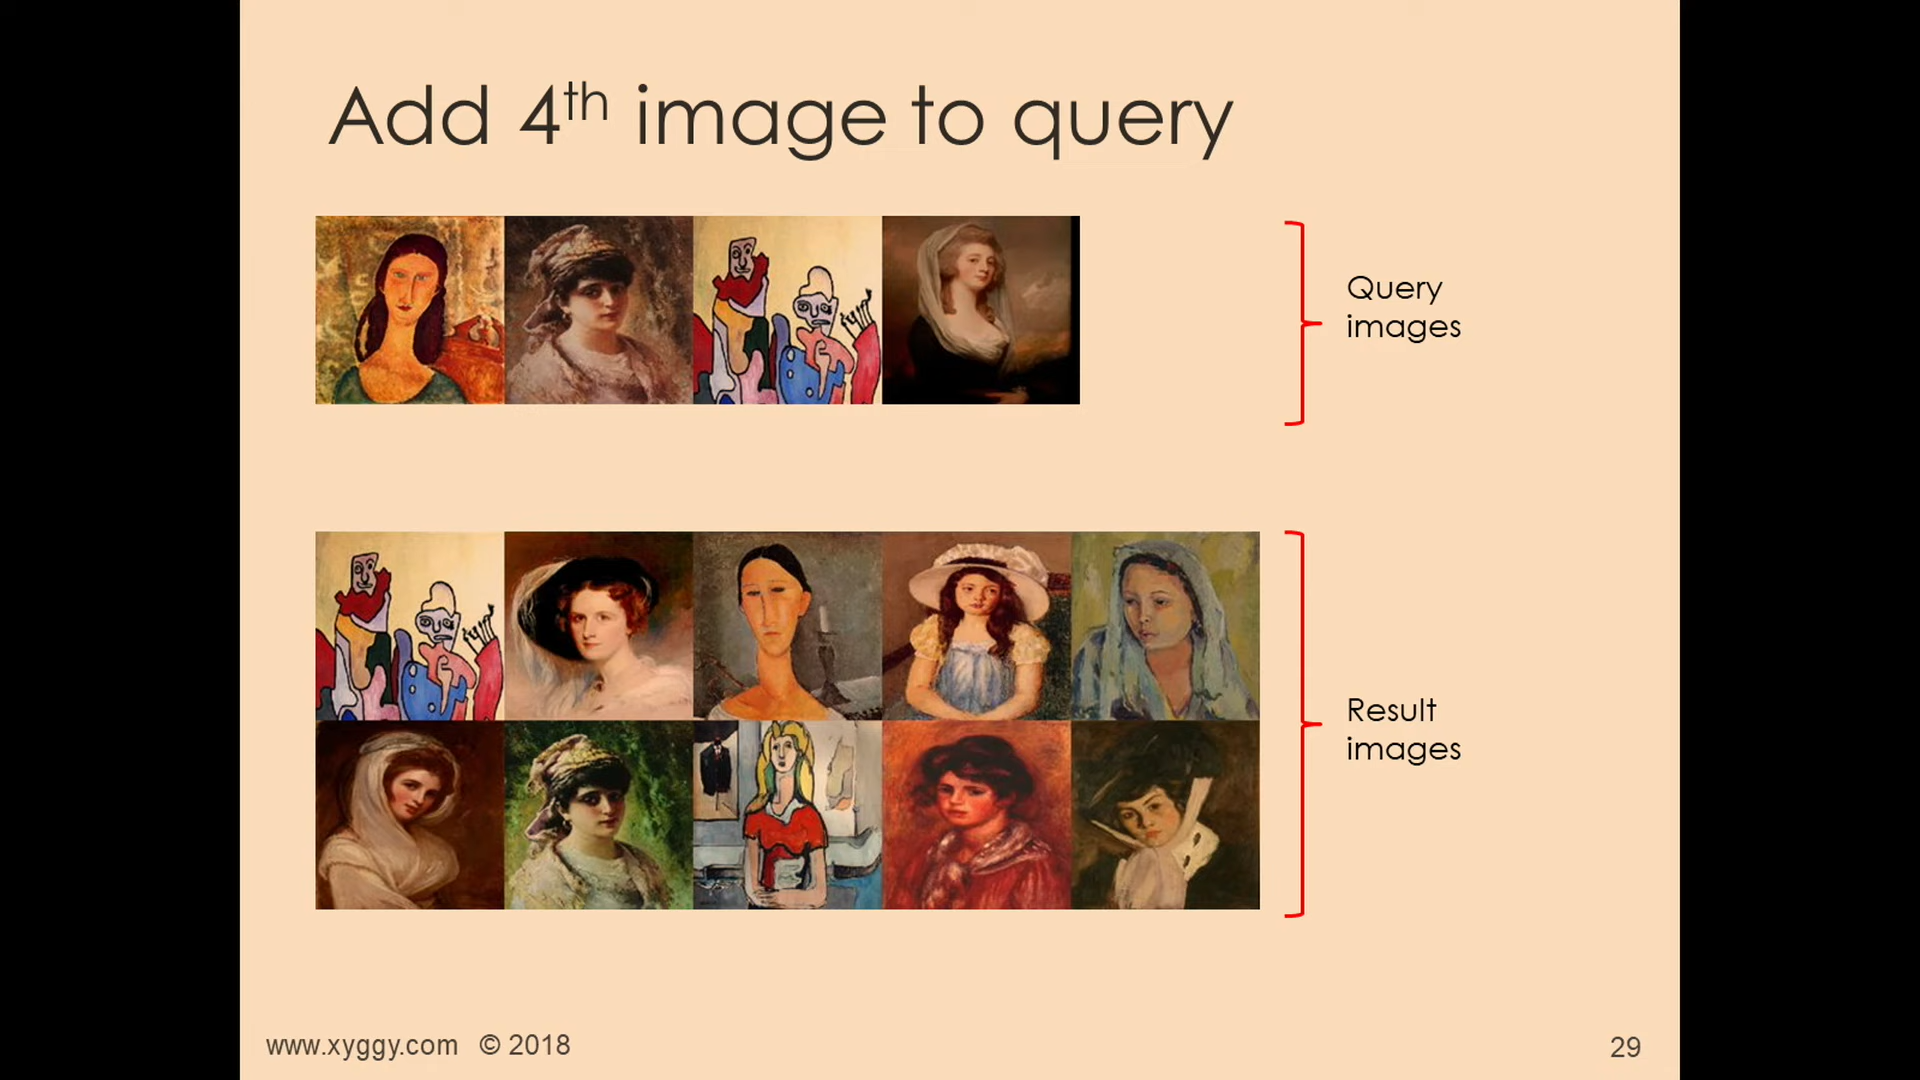 Add 4th image to query
Query
images
Result
images
www.xyggy.com © 2018
29